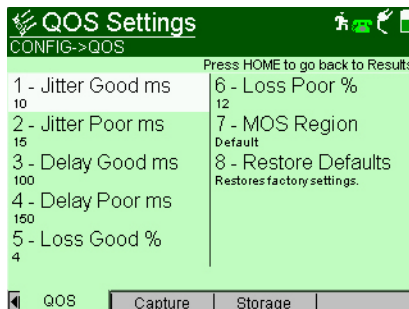 QOS Settings
CONFIG->QOS
Press HOME to go back to Results
1 - Jitter Good ms
10
2 - Jitter Poor ms
15
3 - Delay Good ms
100
4 - Delay Poor ms
150
5 - Loss Good %
4
6 - Loss Poor %
12
7 - MOS Region
Default
8 - Restore Defaults
Restores factory settings.
QOS Capture Storage